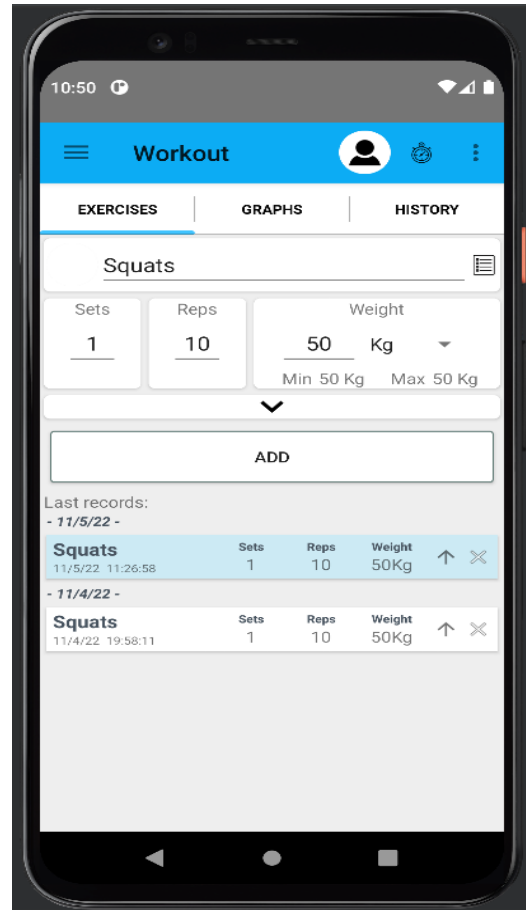 10:50
Workout
EXERCISES GRAPHS HISTORY
Squats
Sets Reps Weight
1 10 50 Kg
Min 50 Kg Max 50 Kg
ADD
Last records:
- 11/5/22 -
Squats Sets Reps Weight
11/5/22 11:26:58 1 10 50Kg
- 11/4/22 -
Squats Sets Reps Weight
11/4/22 19:58:11 1 10 50Kg